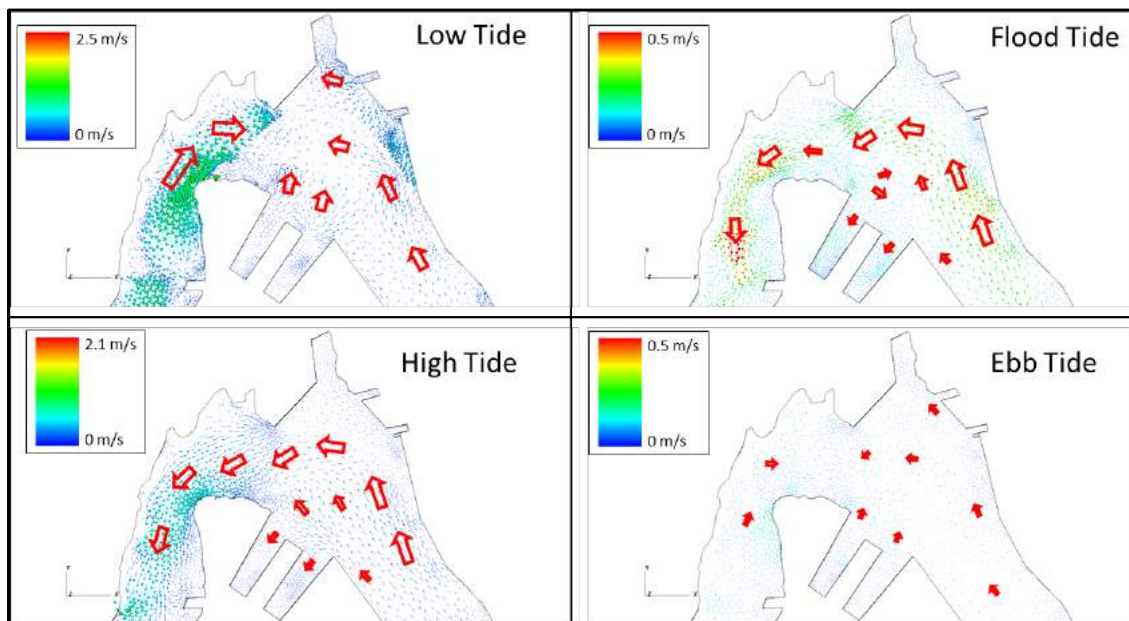 2.5 m/s
Low Tide
0 m/s
0.5 m/s
Flood Tide
0 m/s
2.1 m/s
High Tide
0 m/s
0.5 m/s
Ebb Tide
0 m/s